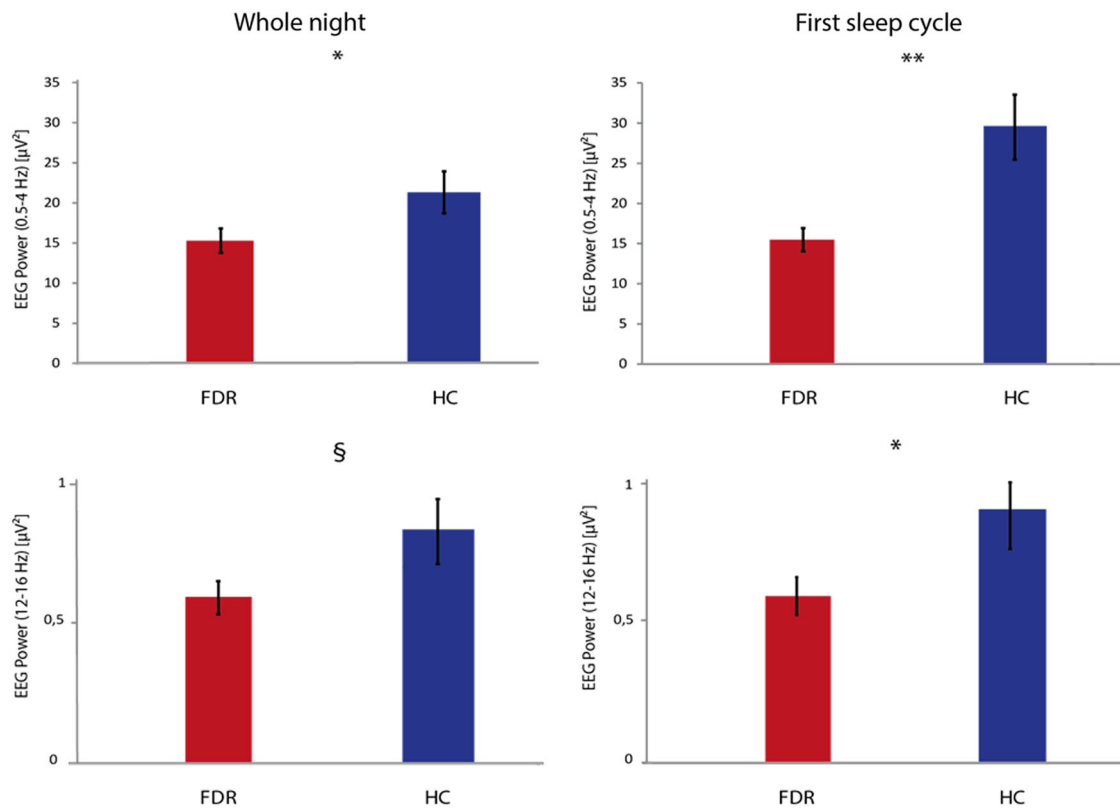 Whole night
*
35
30
25
20
15
10
5
0
EEG Power (0.5-4 Hz) [µV²]
FDR
HC
First sleep cycle
**
35
30
25
20
15
10
5
0
EEG Power (0.5-4 Hz) [µV²]
FDR
HC
§
1
0,5
0
EEG Power (12-16 Hz) [µV²]
FDR
HC
*
1
0,5
0
EEG Power (12-16 Hz) [µV²]
FDR
HC